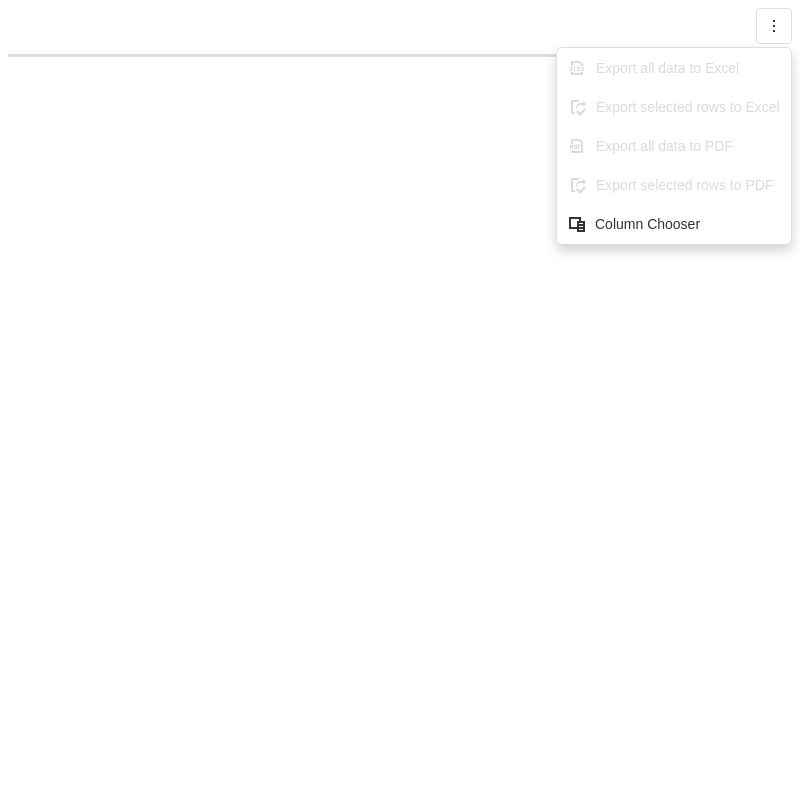 Export all data to Excel
Export selected rows to Excel
Export all data to PDF
Export selected rows to PDF
Column Chooser